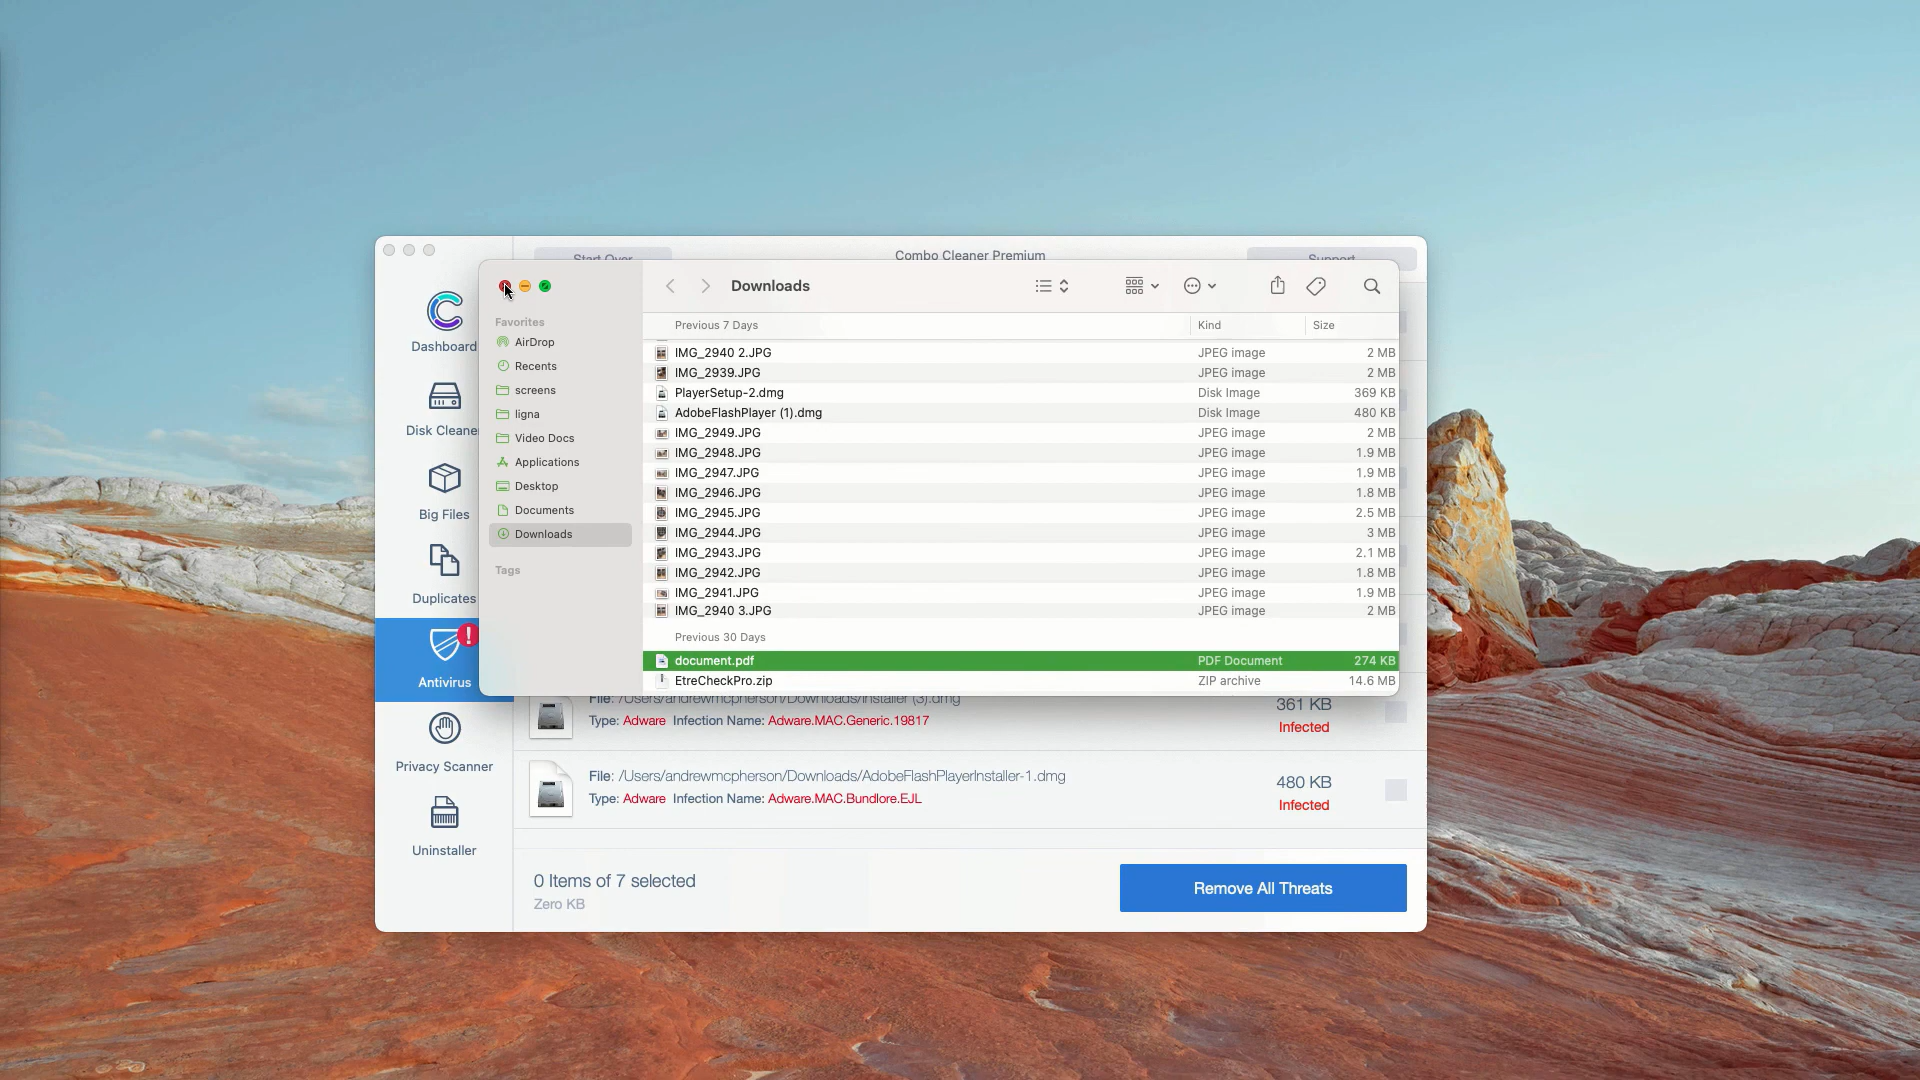 Start Over
Combo Cleaner Premium
Support
Dashboard
Disk Cleane
Big Files
Duplicates
Antivirus
Privacy Scanner
Uninstaller
Favorites
AirDrop
Recents
screens
ligna
Video Docs
Applications
Desktop
Documents
Downloads
Tags
Downloads
Previous 7 Days Kind Size
IMG_2940 2.JPG JPEG image 2 MB
IMG_2939.JPG JPEG image 2 MB
PlayerSetup-2.dmg Disk Image 369 KB
AdobeFlashPlayer (1).dmg Disk Image 480 KB
IMG_2949.JPG JPEG image 2 MB
IMG_2948.JPG JPEG image 1.9 MB
IMG_2947.JPG JPEG image 1.9 MB
IMG_2946.JPG JPEG image 1.8 MB
IMG_2945.JPG JPEG image 2.5 MB
IMG_2944.JPG JPEG image 3 MB
IMG_2943.JPG JPEG image 2.1 MB
IMG_2942.JPG JPEG image 1.8 MB
IMG_2941.JPG JPEG image 1.9 MB
IMG_2940 3.JPG JPEG image 2 MB
Previous 30 Days
document.pdf PDF Document 274 KB
EtreCheckPro.zip ZIP archive 14.6 MB
File: /Users/andrewmcpherson/Downloads/Installer (3).dmg 361 KB
Type: Adware Infection Name: Adware.MAC.Generic.19817 Infected
File: /Users/andrewmcpherson/Downloads/AdobeFlashPlayerInstaller-1.dmg 480 KB
Type: Adware Infection Name: Adware.MAC.Bundlore.EJL Infected
0 Items of 7 selected
Zero KB
Remove All Threats